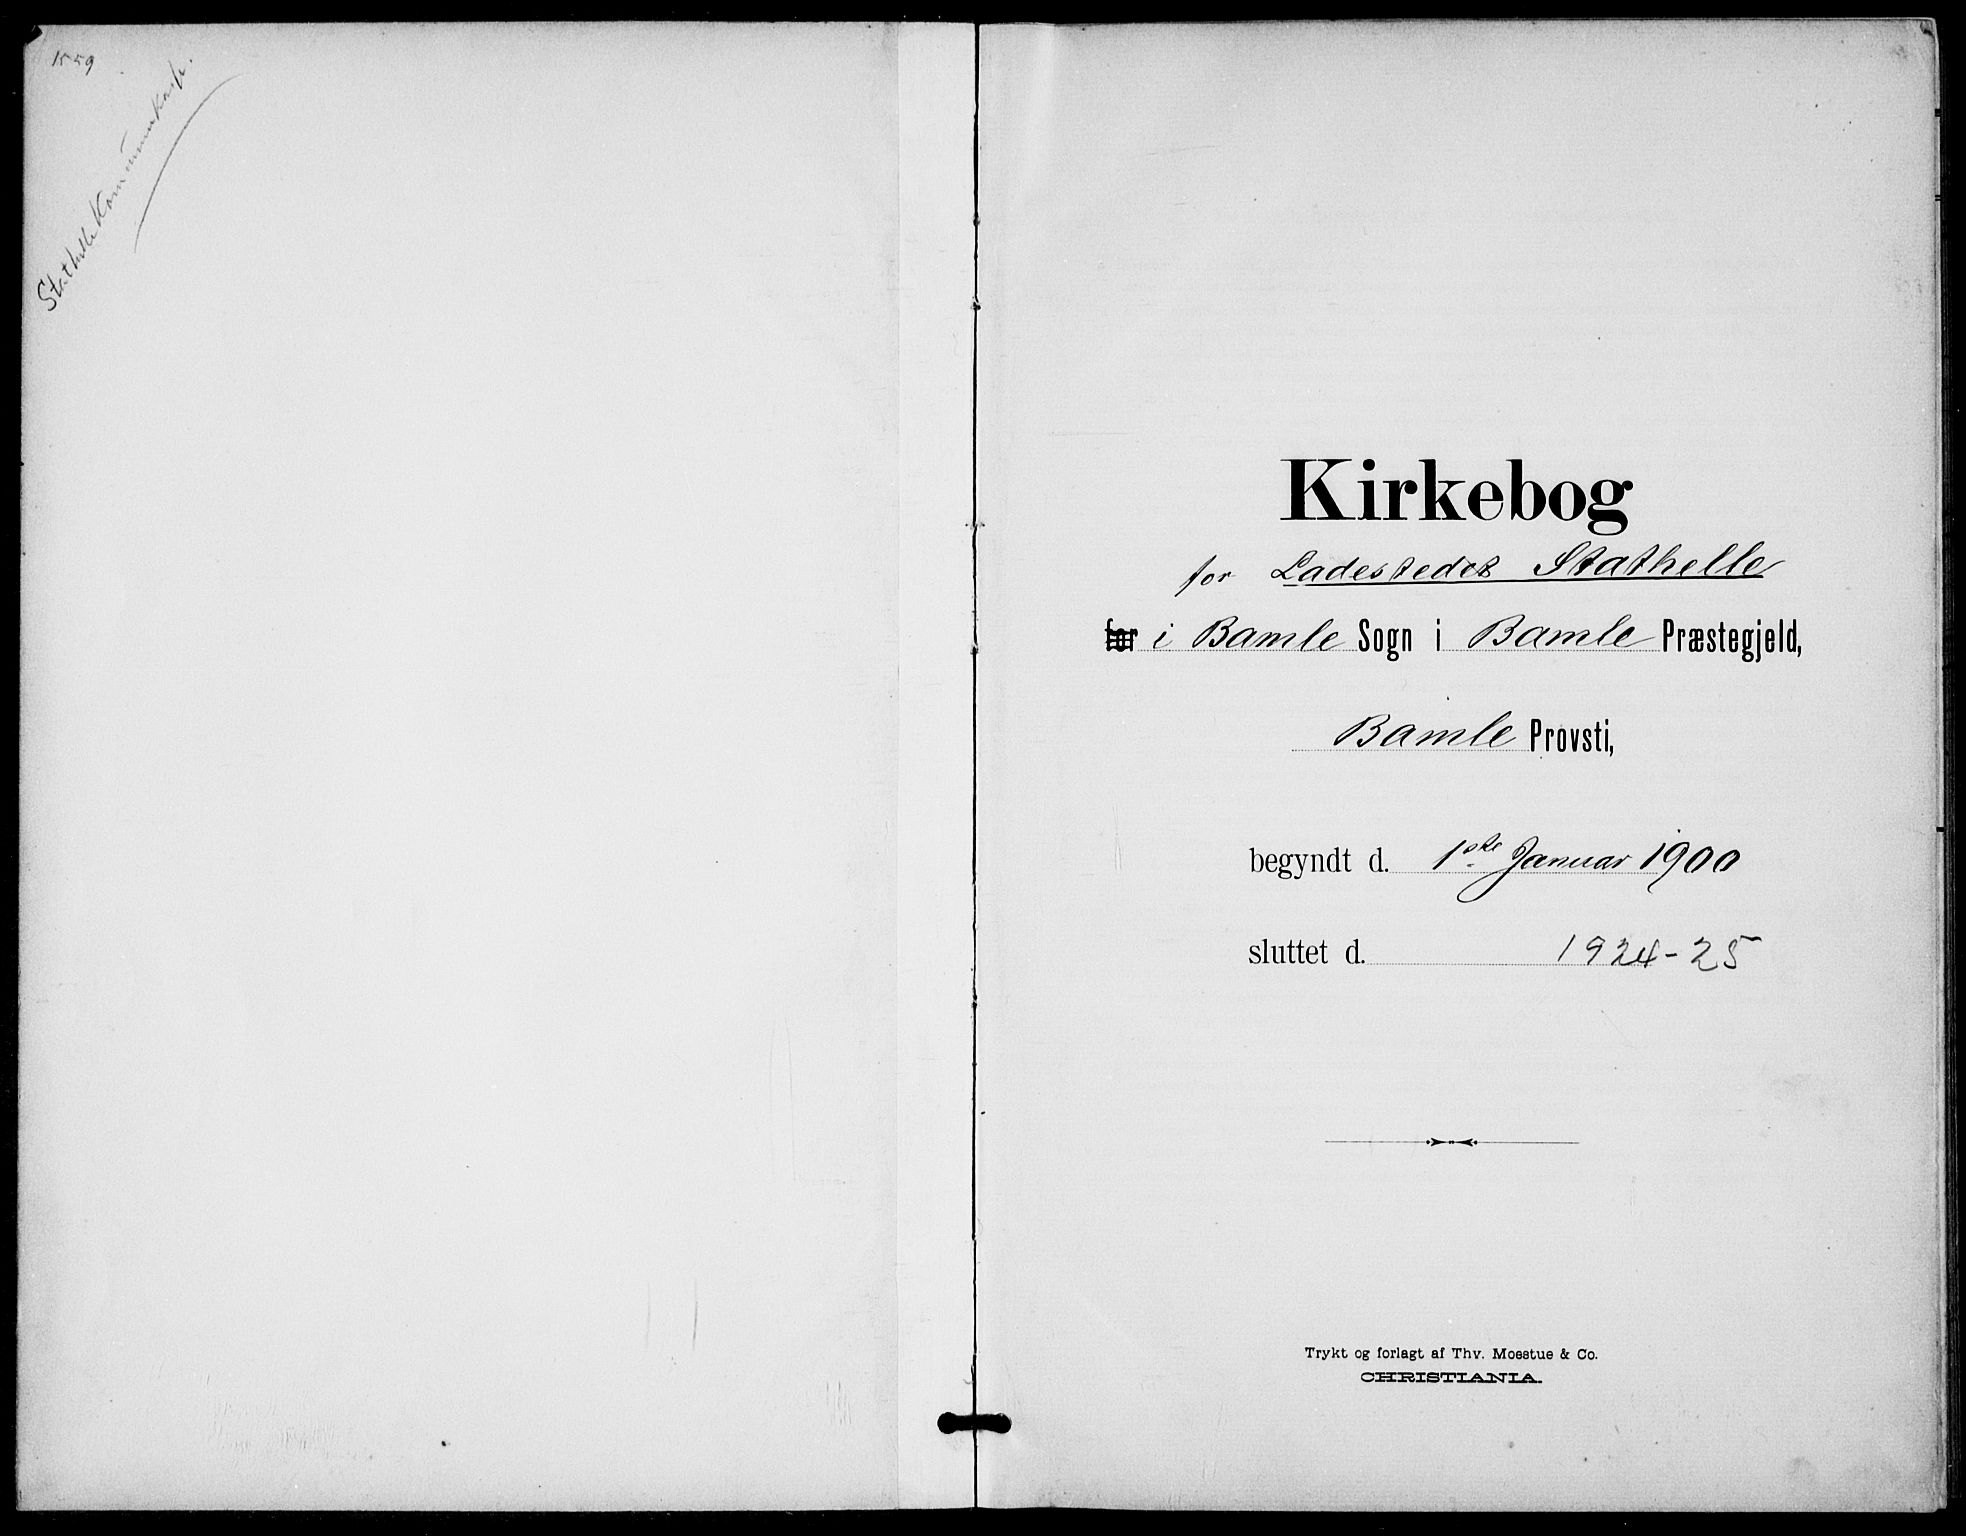 1559
Stathelle Kommunekasse.
Kirkebog
for Ladestedet Stathelle
for i Bamle Sogn i Bamle Præstegjeld,
Bamle Provsti,
begyndt d. 1ste Januar 1900
sluttet d. 1924-25
Trykt og forlagt af Thv. Moestue & Co.
CHRISTIANIA.